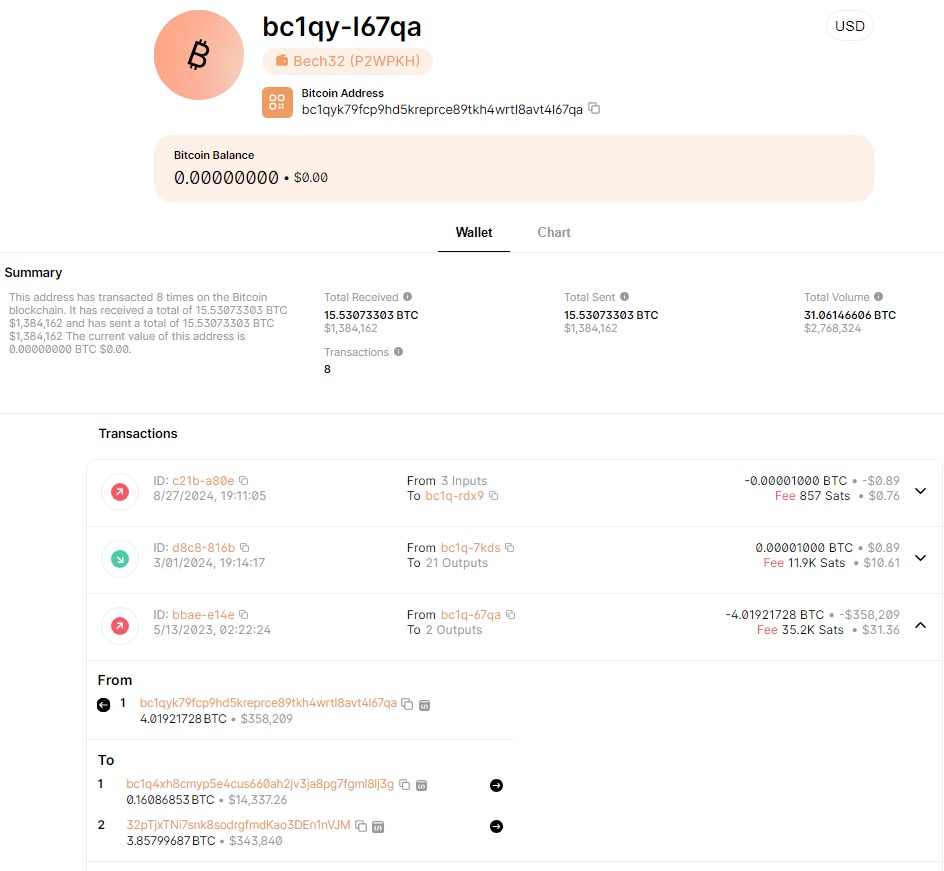 bc1qy-l67qa
USD
Bech32 (P2WPKH)
Bitcoin Address
bc1qyk79fcp9hd5kreprce89tkh4wrtl8avt4l67qa
Bitcoin Balance
0.00000000 • $0.00
Wallet Chart
Summary
This address has transacted 8 times on the Bitcoin
blockchain. It has received a total of 15.53073303 BTC
$1,384,162 and has sent a total of 15.53073303 BTC
$1,384,162 The current value of this address is
0.00000000 BTC $0.00.
Total Received
15.53073303 BTC
$1,384,162
Total Sent
15.53073303 BTC
$1,384,162
Total Volume
31.06146606 BTC
$2,768,324
Transactions
8
Transactions
ID: c21b-a80e From 3 Inputs -0.00001000 BTC • -$0.89
8/27/2024, 19:11:05 To bc1q-rdx9 Fee 857 Sats • $0.76
ID: d8c8-816b From bc1q-7kds 0.00001000 BTC • $0.89
3/01/2024, 19:14:17 To 21 Outputs Fee 11.9K Sats • $10.61
ID: bbae-e14e From bc1q-67qa -4.01921728 BTC • -$358,209
5/13/2023, 02:22:24 To 2 Outputs Fee 35.2K Sats • $31.36
From
1 bc1qyk79fcp9hd5kreprce89tkh4wrtl8avt4l67qa
4.01921728 BTC • $358,209
To
1 bc1q4xh8cmyp5e4cus660ah2jv3ja8pg7fgml8lj3g
0.16086853 BTC • $14,337.26
2 32pTjxTNi7snk8sodrgfmdKao3DEn1nVJM
3.85799687 BTC • $343,840